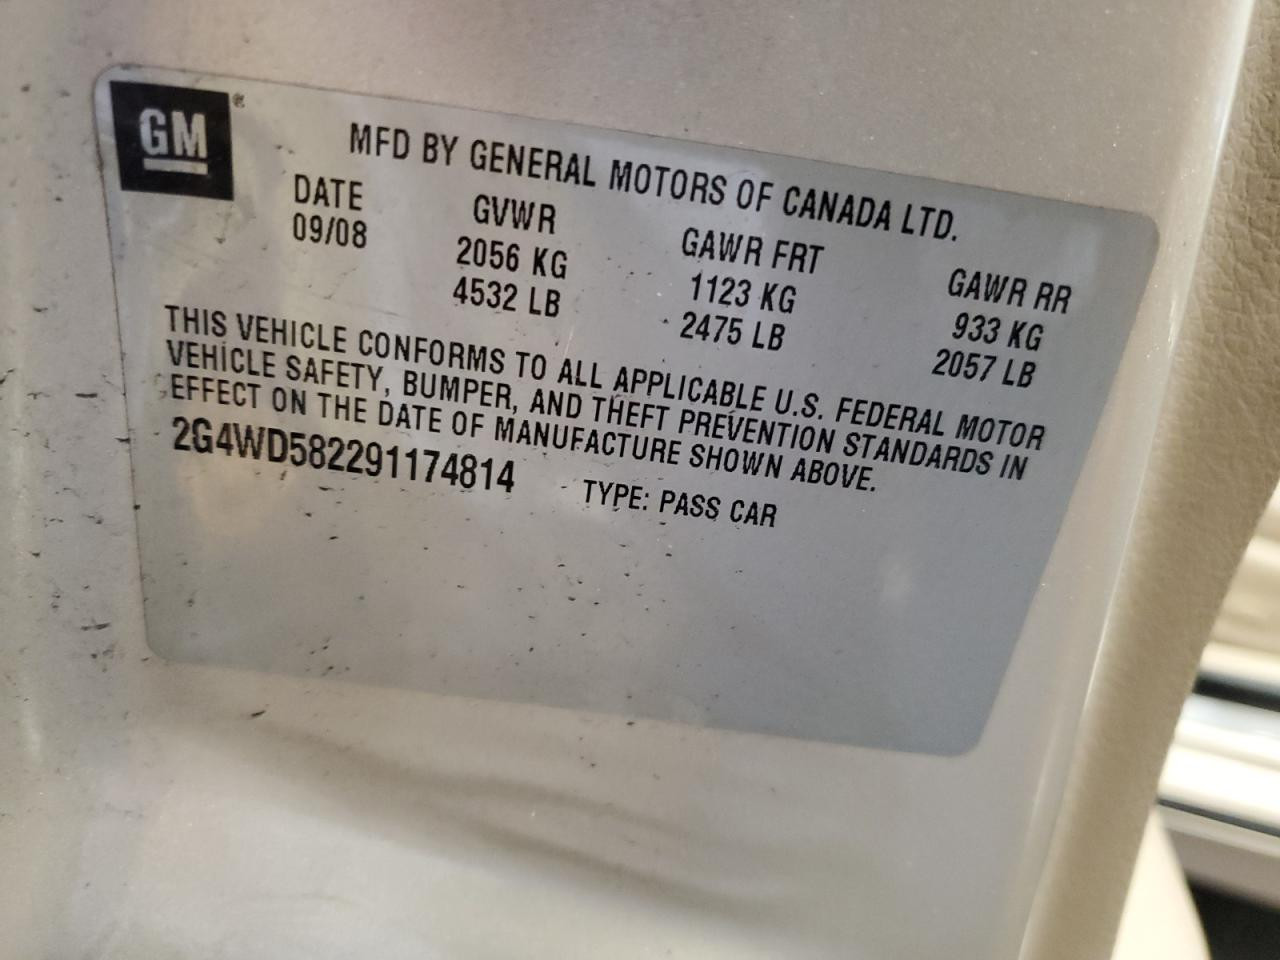 GM®
MFD BY GENERAL MOTORS OF CANADA LTD.
DATE GVWR GAWR FRT GAWR RR
09/08 2056 KG 1123 KG 933 KG
4532 LB 2475 LB 2057 LB
THIS VEHICLE CONFORMS TO ALL APPLICABLE U.S. FEDERAL MOTOR
VEHICLE SAFETY, BUMPER, AND THEFT PREVENTION STANDARDS IN
EFFECT ON THE DATE OF MANUFACTURE SHOWN ABOVE.
2G4WD582291174814 TYPE: PASS CAR